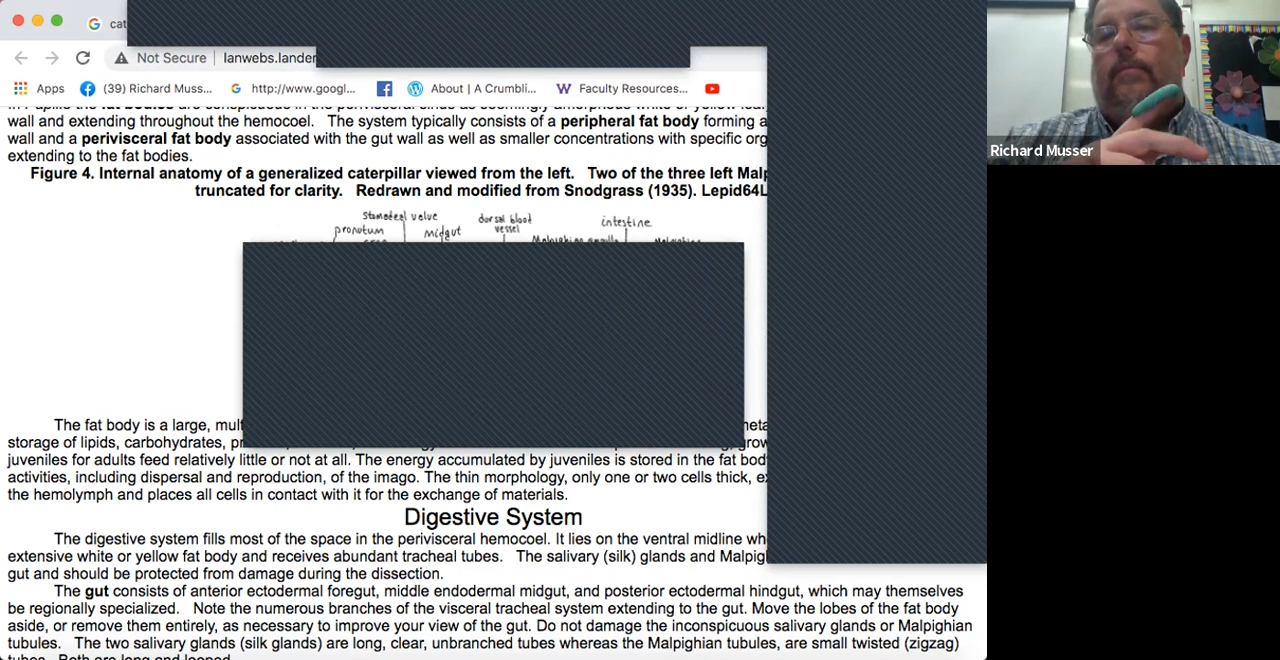 cat
Not Secure lanwebs.lander
Apps (39) Richard Muss... http://www.googl... About | A Crumbli... Faculty Resources...
wall and extending throughout the hemocoel. The system typically consists of a peripheral fat body forming a
wall and a perivisceral fat body associated with the gut wall as well as smaller concentrations with specific org
extending to the fat bodies.
Figure 4. Internal anatomy of a generalized caterpillar viewed from the left. Two of the three left Malp
truncated for clarity. Redrawn and modified from Snodgrass (1935). Lepid64L
Stomodeal valve
dorsal blood
vessel
intestine
pronotum
midgut
The fat body is a large, mul
storage of lipids, carbohydrates, pr
juveniles for adults feed relatively little or not at all. The energy accumulated by juveniles is stored in the fat bod
activities, including dispersal and reproduction, of the imago. The thin morphology, only one or two cells thick, e
the hemolymph and places all cells in contact with it for the exchange of materials.
Digestive System
The digestive system fills most of the space in the perivisceral hemocoel. It lies on the ventral midline wh
extensive white or yellow fat body and receives abundant tracheal tubes. The salivary (silk) glands and Malpig
gut and should be protected from damage during the dissection.
The gut consists of anterior ectodermal foregut, middle endodermal midgut, and posterior ectodermal hindgut, which may themselves
be regionally specialized. Note the numerous branches of the visceral tracheal system extending to the gut. Move the lobes of the fat body
aside, or remove them entirely, as necessary to improve your view of the gut. Do not damage the inconspicuous salivary glands or Malpighian
tubules. The two salivary glands (silk glands) are long, clear, unbranched tubes whereas the Malpighian tubules, are small twisted (zigzag)
tubes. Both are long and looped
Richard Musser